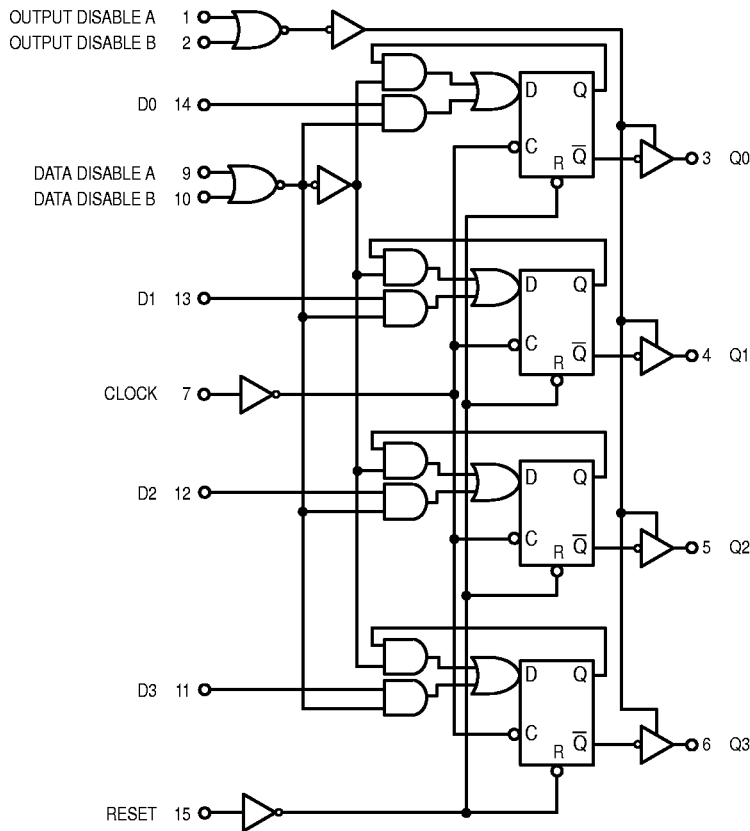 OUTPUT DISABLE A 1
OUTPUT DISABLE B 2
D Q
D0 14
C
R Q̅ 3 Q0
DATA DISABLE A 9
DATA DISABLE B 10
D Q
D1 13
C Q̅ 4 Q1
R
CLOCK 7
D Q
D2 12
C Q̅ 5 Q2
R
D Q
D3 11
C Q̅ 6 Q3
R
RESET 15